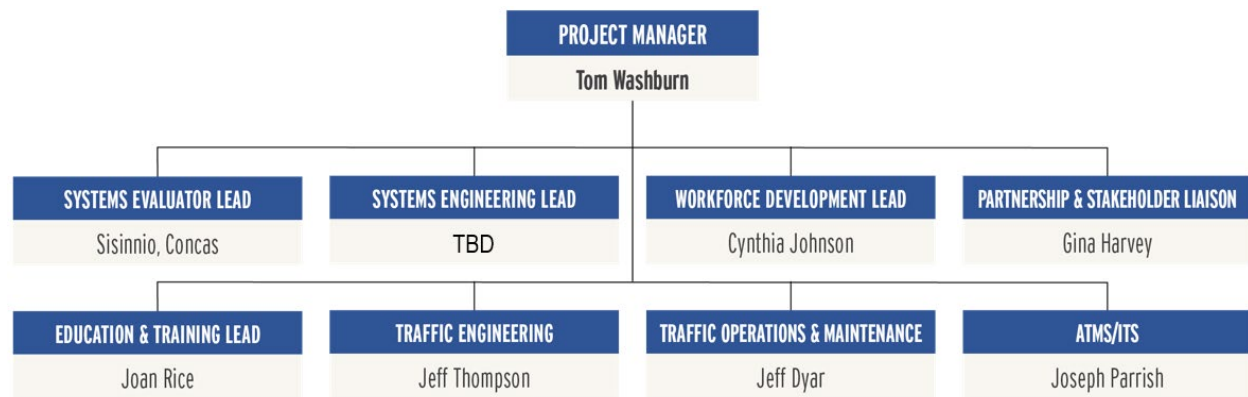 PROJECT MANAGER
Tom Washburn
SYSTEMS EVALUATOR LEAD
Sisinnio, Concas
SYSTEMS ENGINEERING LEAD
TBD
WORKFORCE DEVELOPMENT LEAD
Cynthia Johnson
PARTNERSHIP & STAKEHOLDER LIAISON
Gina Harvey
EDUCATION & TRAINING LEAD
Joan Rice
TRAFFIC ENGINEERING
Jeff Thompson
TRAFFIC OPERATIONS & MAINTENANCE
Jeff Dyar
ATMS/ITS
Joseph Parrish